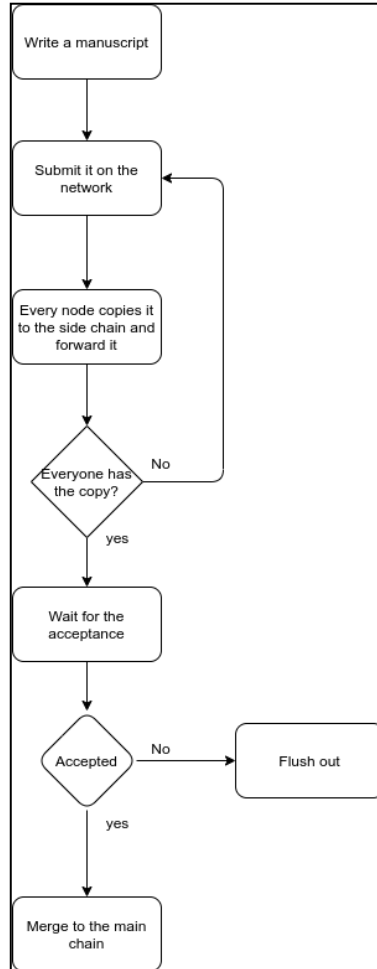 Write a manuscript
Submit it on the
network
Every node copies it
to the side chain and
forward it
Everyone has
the copy?
No
yes
Wait for the
acceptance
Accepted
No
Flush out
yes
Merge to the main
chain